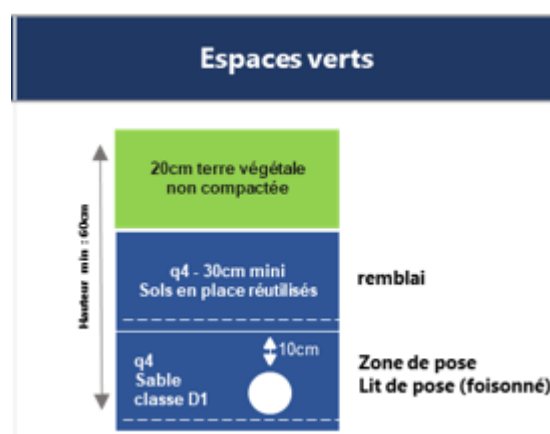 Espaces verts
20cm terre végétale
non compactée
Hauteur min : 60cm
q4 - 30cm mini
Sols en place réutilisés
remblai
10cm
q4
Sable
classe D1
Zone de pose
Lit de pose (foisonné)